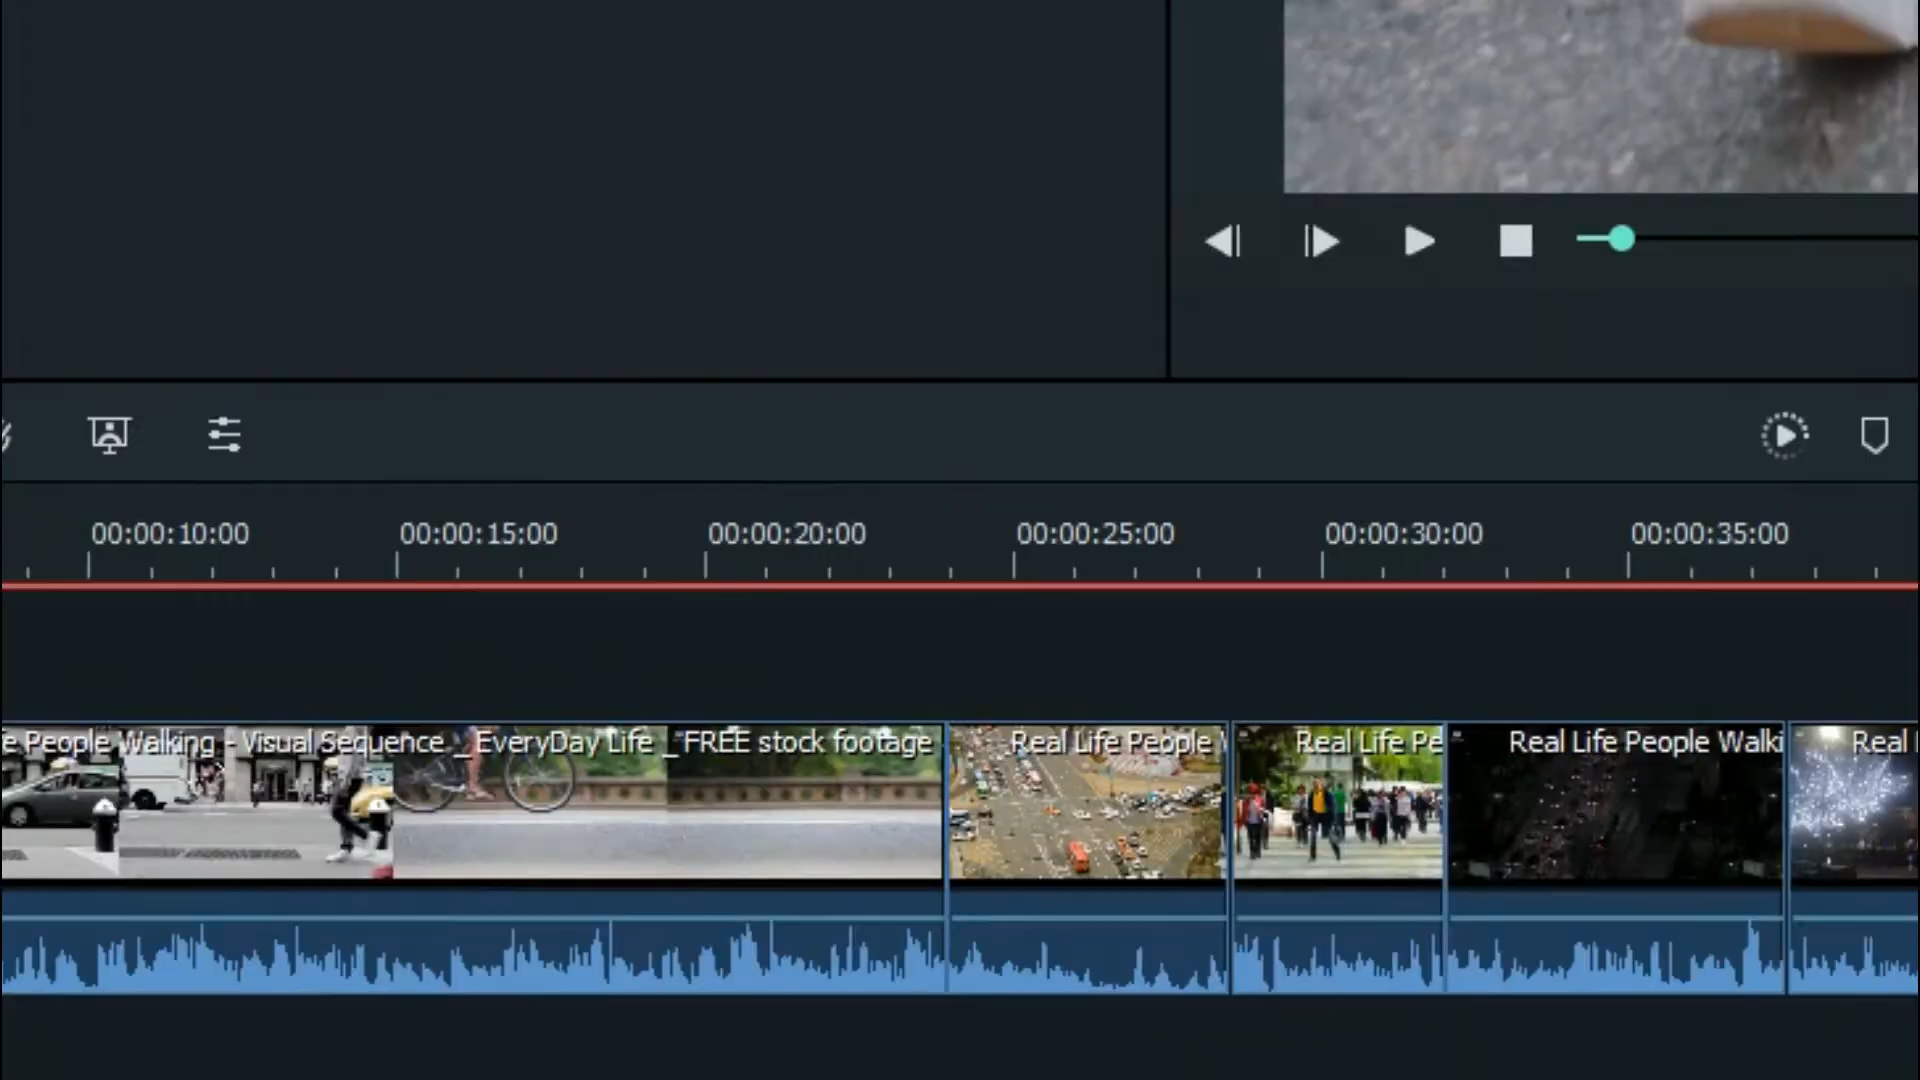 00:00:10:00 00:00:15:00 00:00:20:00 00:00:25:00 00:00:30:00 00:00:35:00
e People Walking - Visual Sequence _ EveryDay Life _ FREE stock footage
Real Life People
Real Life Pe
Real Life People Walki
Real